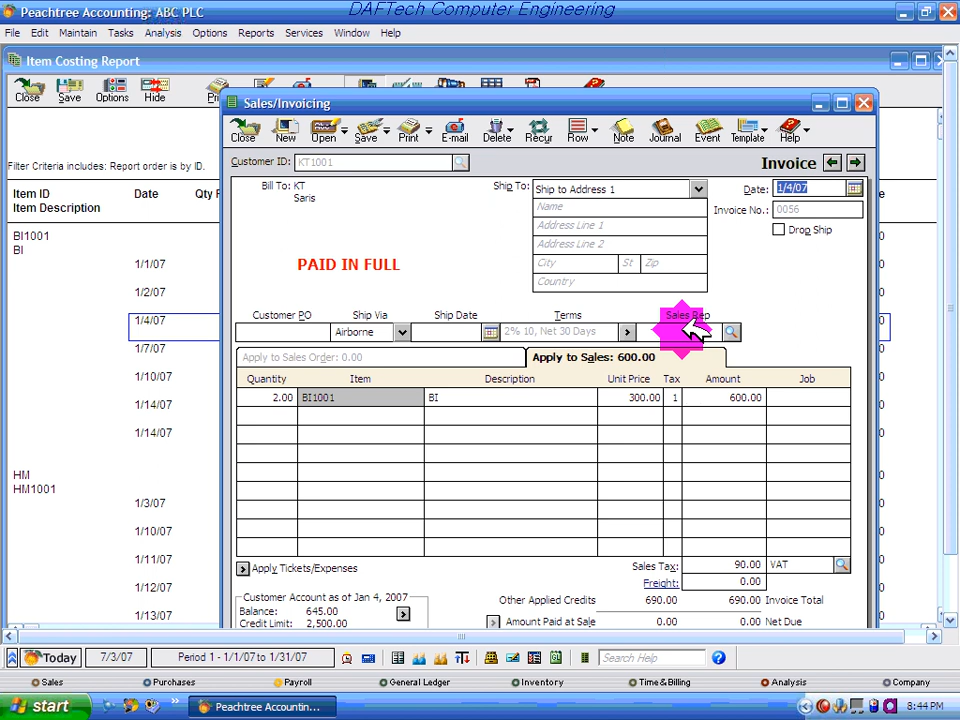 Peachtree Accounting: ABC PLC
DAFTech Computer Engineering
File Edit Maintain Tasks Analysis Options Reports Services Window Help
Item Costing Report
Close Save Options Hide
Sales/Invoicing
Close New Open Save Print E-mail Delete Recur Row Note Journal Event Template Help
Filter Criteria includes: Report order is by ID.
Customer ID: KT1001
Invoice
Item ID Date Qty
Item Description
Bill To: KT
Saris
Ship To: Ship to Address 1
Name
Address Line 1
Address Line 2
City St Zip
Country
Date: 1/4/07
Invoice No.: 0056
Drop Ship
PAID IN FULL
BI1001
BI
1/1/07
1/2/07
1/4/07
1/7/07
1/10/07
1/14/07
1/14/07
HM
HM1001
1/3/07
1/10/07
1/11/07
1/12/07
1/13/07
Customer PO Ship Via Ship Date Terms Sales Rep
Airborne 2% 10, Net 30 Days
Apply to Sales Order: 0.00 Apply to Sales: 600.00
Quantity Item Description Unit Price Tax Amount Job
2.00 BI1001 BI 300.00 1 600.00
Apply Tickets/Expenses
Sales Tax: 90.00 VAT
Freight: 0.00
Customer Account as of Jan 4, 2007
Balance: 645.00
Credit Limit: 2,500.00
Other Applied Credits 690.00 690.00 Invoice Total
Amount Paid at Sale 0.00 0.00 Net Due
Today 7/3/07 Period 1 - 1/1/07 to 1/31/07 Search Help
Sales Purchases Payroll General Ledger Inventory Time & Billing Analysis Company
start Peachtree Accountin... 8:44 PM